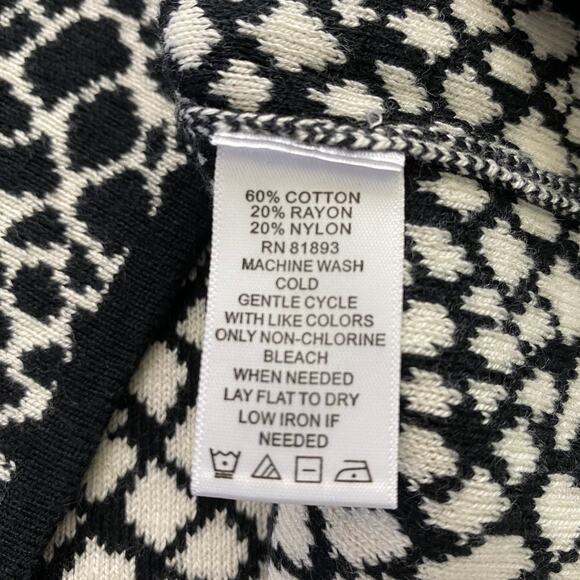 60% COTTON
20% RAYON
20% NYLON
RN 81893
MACHINE WASH
COLD
GENTLE CYCLE
WITH LIKE COLORS
ONLY NON-CHLORINE
BLEACH
WHEN NEEDED
LAY FLAT TO DRY
LOW IRON IF
NEEDED